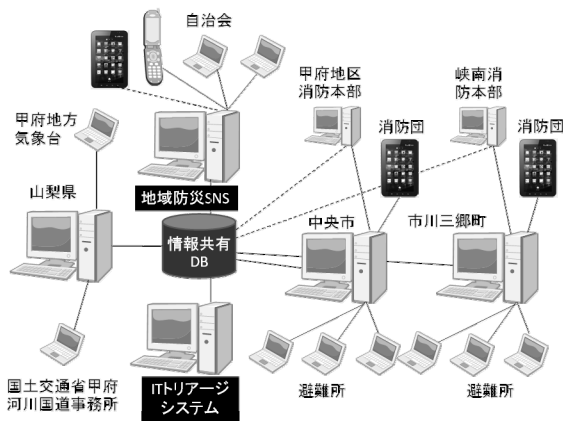 自治会
甲府地区
消防本部
峡南消
防本部
甲府地方
気象台
消防団
消防団
山梨県
地域防災SNS
中央市
市川三郷町
情報共有
DB
国土交通省甲府
河川国道事務所
ITトリアージ
システム
避難所
避難所